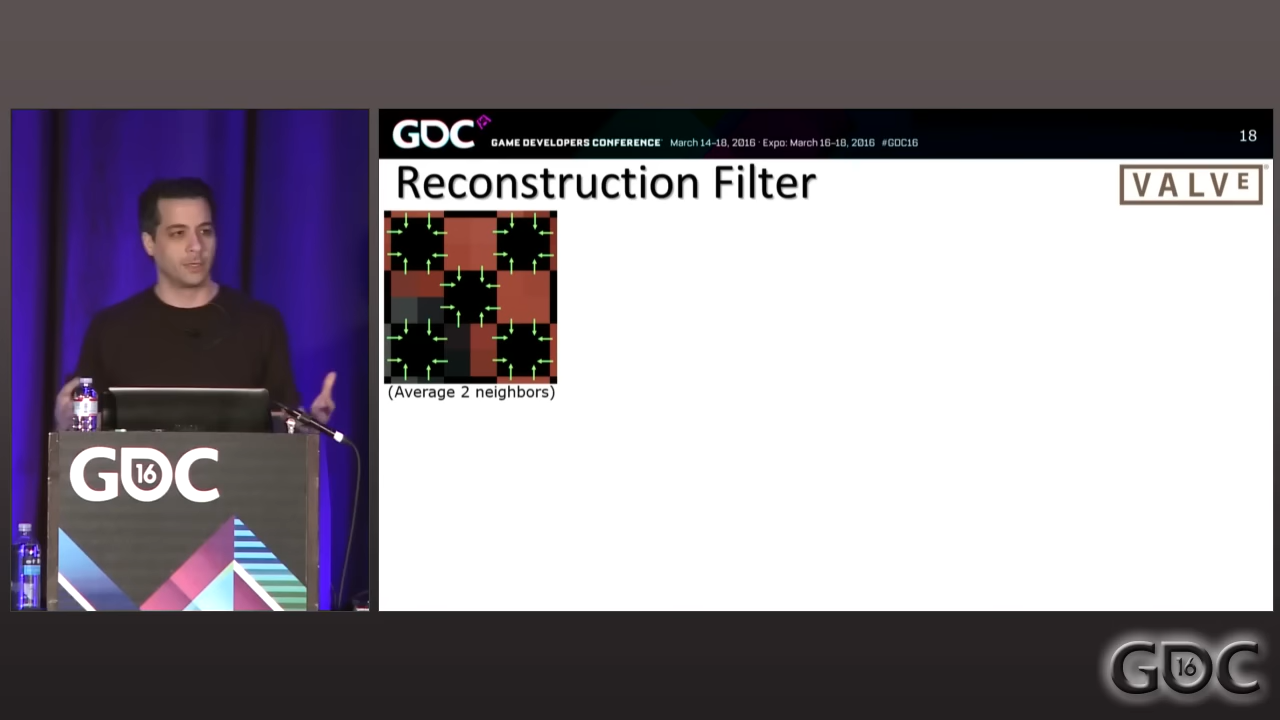 GDC
GAME DEVELOPERS CONFERENCE® March 14-18, 2016 · Expo: March 16-18, 2016 #GDC16
18
Reconstruction Filter
VALVE®
(Average 2 neighbors)
GDC
16
GDC
16